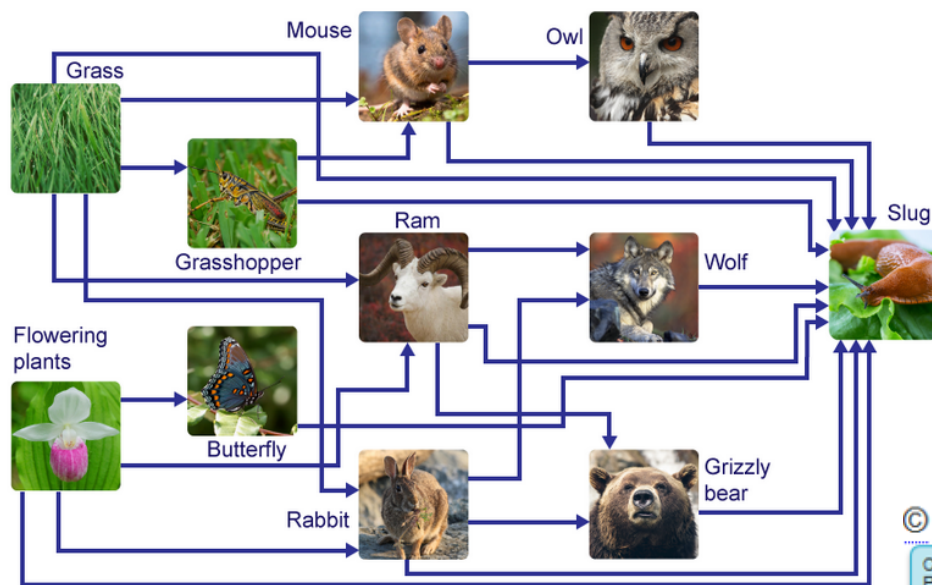 Mouse
Owl
Grass
Ram
Slug
Grasshopper
Wolf
Flowering
plants
Butterfly
Grizzly
bear
Rabbit
©